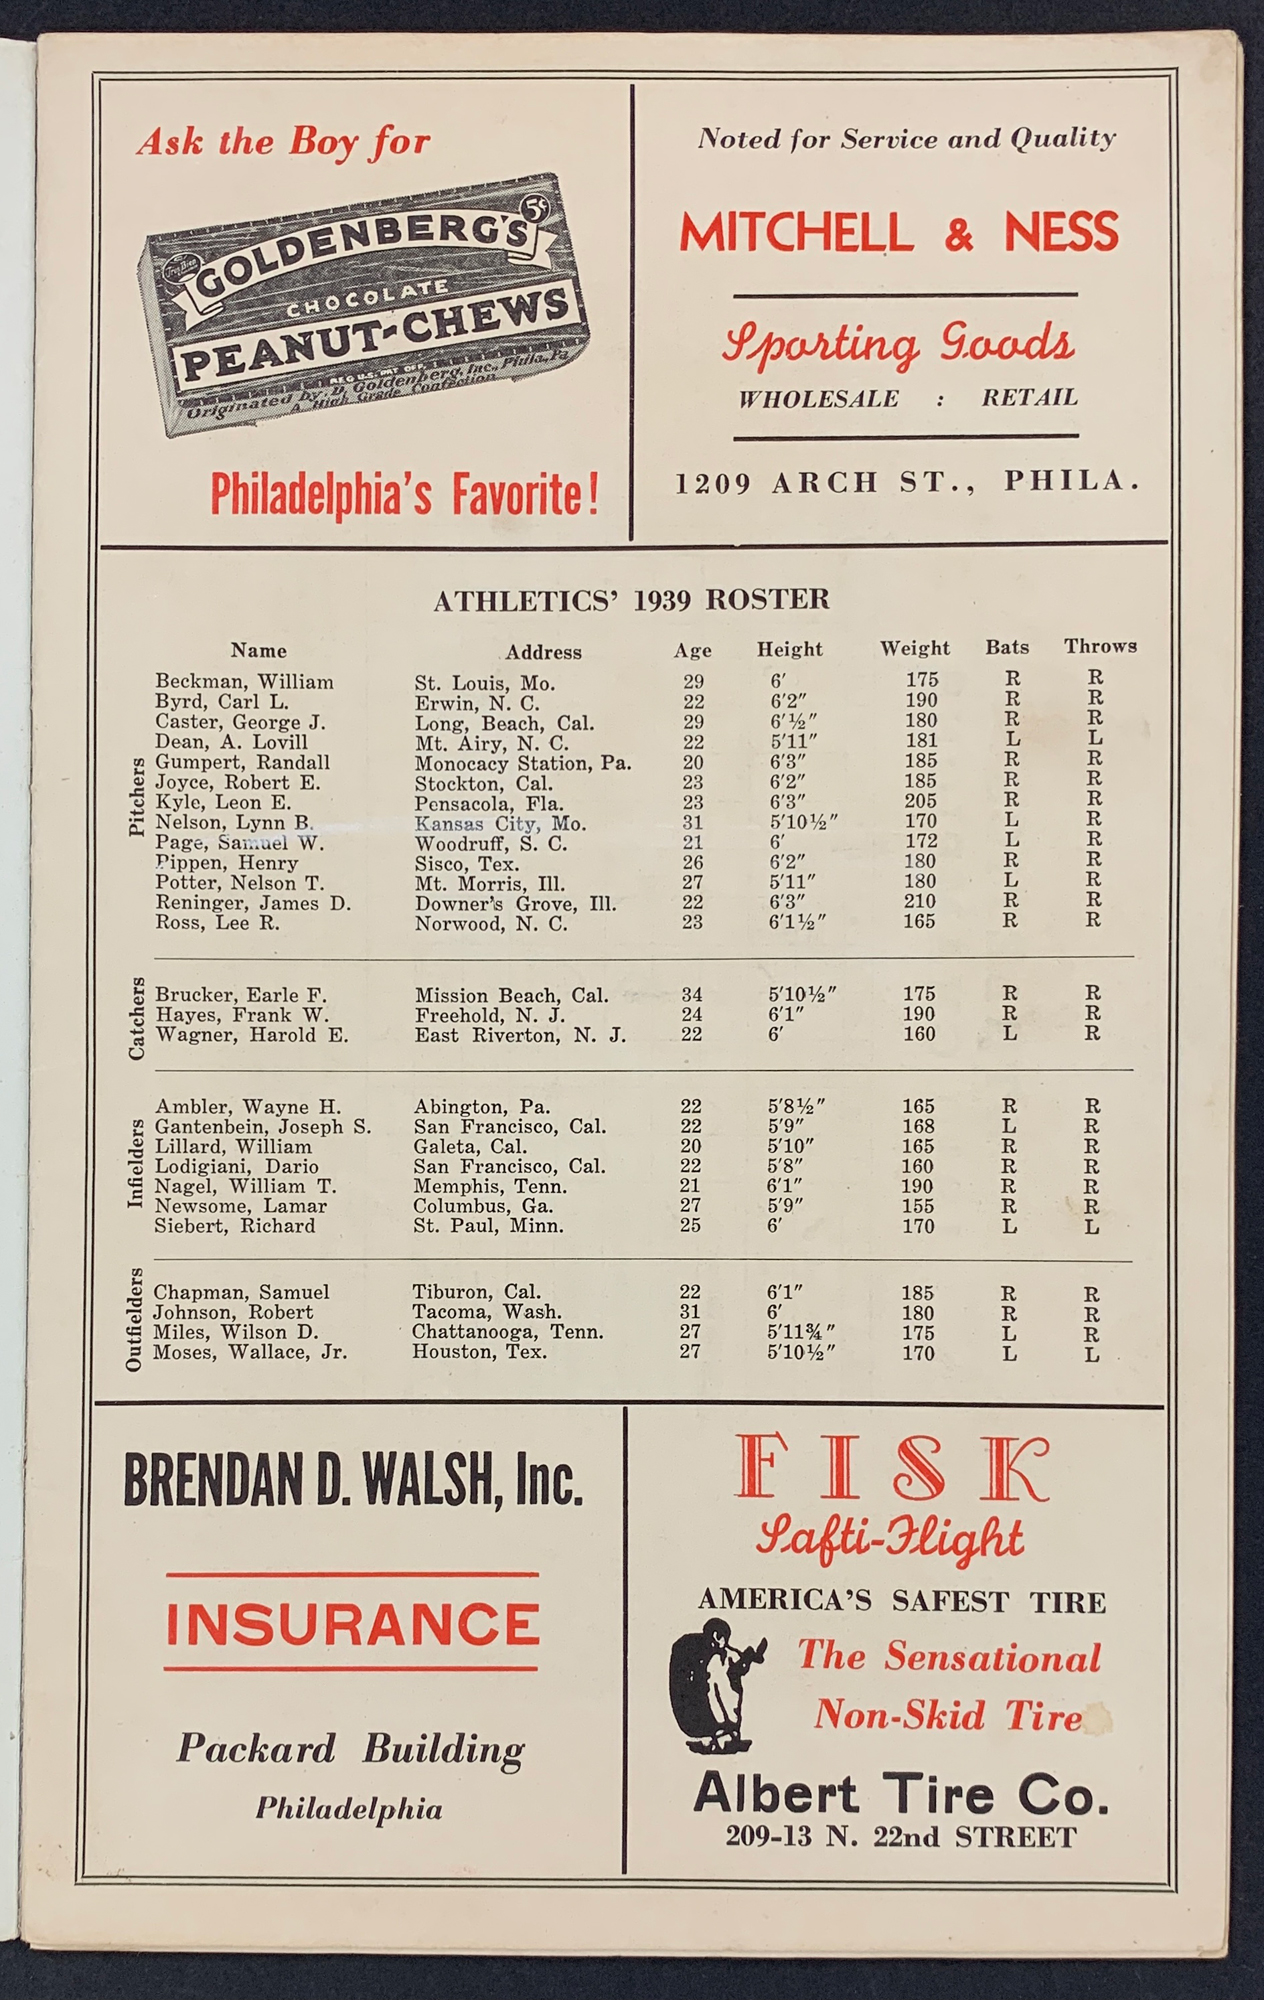 Ask the Boy for
5¢
GOLDENBERG'S
CHOCOLATE
PEANUT-CHEWS
REG. U.S. PAT. OFF.
Originated by D. Goldenberg, Inc., Phila., Pa.
A High Grade Confection
Philadelphia's Favorite!
Noted for Service and Quality
MITCHELL & NESS
Sporting Goods
WHOLESALE : RETAIL
1209 ARCH ST., PHILA.
ATHLETICS' 1939 ROSTER
Name Address Age Height Weight Bats Throws
Pitchers
Beckman, William St. Louis, Mo. 29 6' 175 R R
Byrd, Carl L. Erwin, N. C. 22 6'2" 190 R R
Caster, George J. Long, Beach, Cal. 29 6'½" 180 R R
Dean, A. Lovill Mt. Airy, N. C. 22 5'11" 181 L L
Gumpert, Randall Monocacy Station, Pa. 20 6'3" 185 R R
Joyce, Robert E. Stockton, Cal. 23 6'2" 185 R R
Kyle, Leon E. Pensacola, Fla. 23 6'3" 205 R R
Nelson, Lynn B. Kansas City, Mo. 31 5'10½" 170 L R
Page, Samuel W. Woodruff, S. C. 21 6' 172 L R
Pippen, Henry Sisco, Tex. 26 6'2" 180 R R
Potter, Nelson T. Mt. Morris, Ill. 27 5'11" 180 L R
Reninger, James D. Downer's Grove, Ill. 22 6'3" 210 R R
Ross, Lee R. Norwood, N. C. 23 6'1½" 165 R R
Catchers
Brucker, Earle F. Mission Beach, Cal. 34 5'10½" 175 R R
Hayes, Frank W. Freehold, N. J. 24 6'1" 190 R R
Wagner, Harold E. East Riverton, N. J. 22 6' 160 L R
Infielders
Ambler, Wayne H. Abington, Pa. 22 5'8½" 165 R R
Gantenbein, Joseph S. San Francisco, Cal. 22 5'9" 168 L R
Lillard, William Galeta, Cal. 20 5'10" 165 R R
Lodigiani, Dario San Francisco, Cal. 22 5'8" 160 R R
Nagel, William T. Memphis, Tenn. 21 6'1" 190 R R
Newsome, Lamar Columbus, Ga. 27 5'9" 155 R R
Siebert, Richard St. Paul, Minn. 25 6' 170 L L
Outfielders
Chapman, Samuel Tiburon, Cal. 22 6'1" 185 R R
Johnson, Robert Tacoma, Wash. 31 6' 180 R R
Miles, Wilson D. Chattanooga, Tenn. 27 5'11¾" 175 L R
Moses, Wallace, Jr. Houston, Tex. 27 5'10½" 170 L L
BRENDAN D. WALSH, Inc.
INSURANCE
Packard Building
Philadelphia
FISK
Safti-Flight
AMERICA'S SAFEST TIRE
The Sensational
Non-Skid Tire
Albert Tire Co.
209-13 N. 22nd STREET